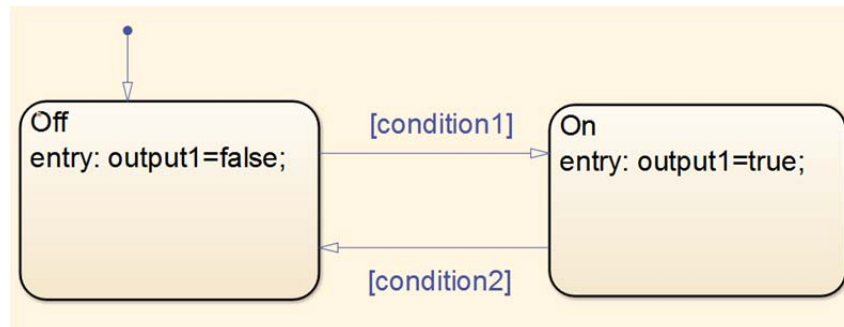 Off
entry: output1=false;
[condition1]
On
entry: output1=true;
[condition2]